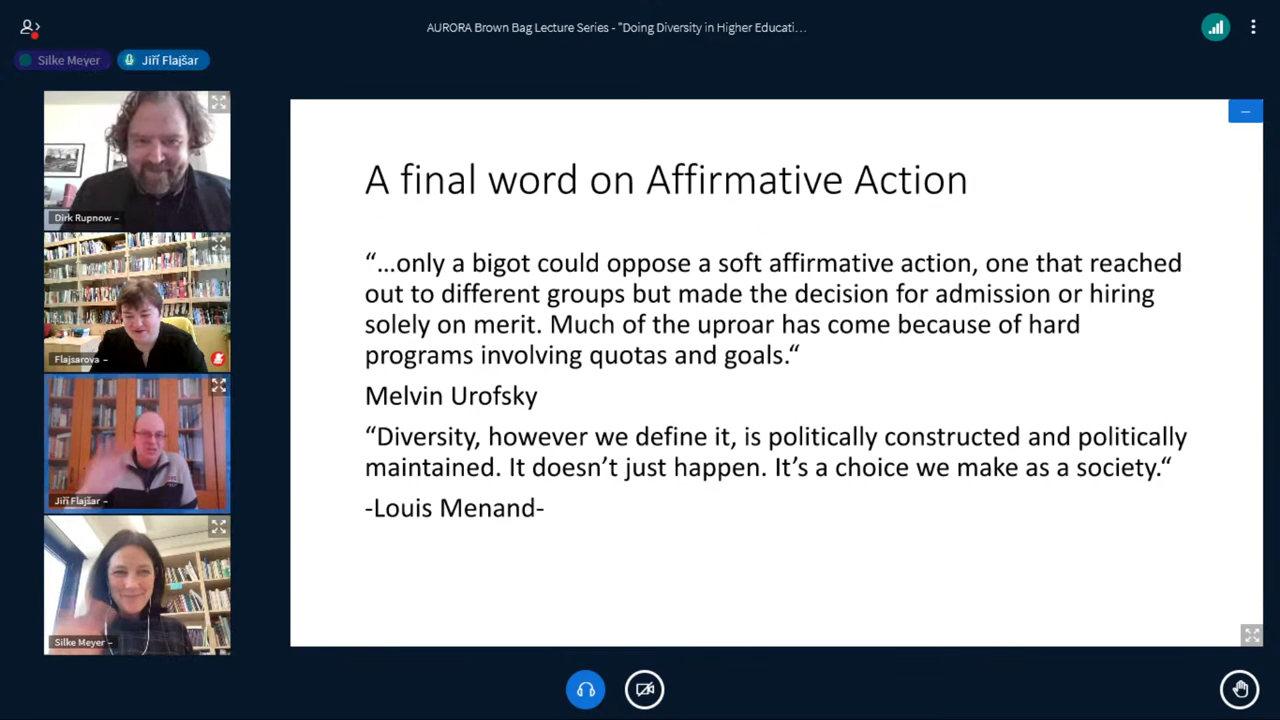 AURORA Brown Bag Lecture Series - "Doing Diversity in Higher Educati…
Silke Meyer
Jiří Flajšar
Dirk Rupnow –
Flajsarova –
Jiří Flajšar –
Silke Meyer –
A final word on Affirmative Action
“…only a bigot could oppose a soft affirmative action, one that reached
out to different groups but made the decision for admission or hiring
solely on merit. Much of the uproar has come because of hard
programs involving quotas and goals.“
Melvin Urofsky
“Diversity, however we define it, is politically constructed and politically
maintained. It doesn’t just happen. It’s a choice we make as a society.“
-Louis Menand-